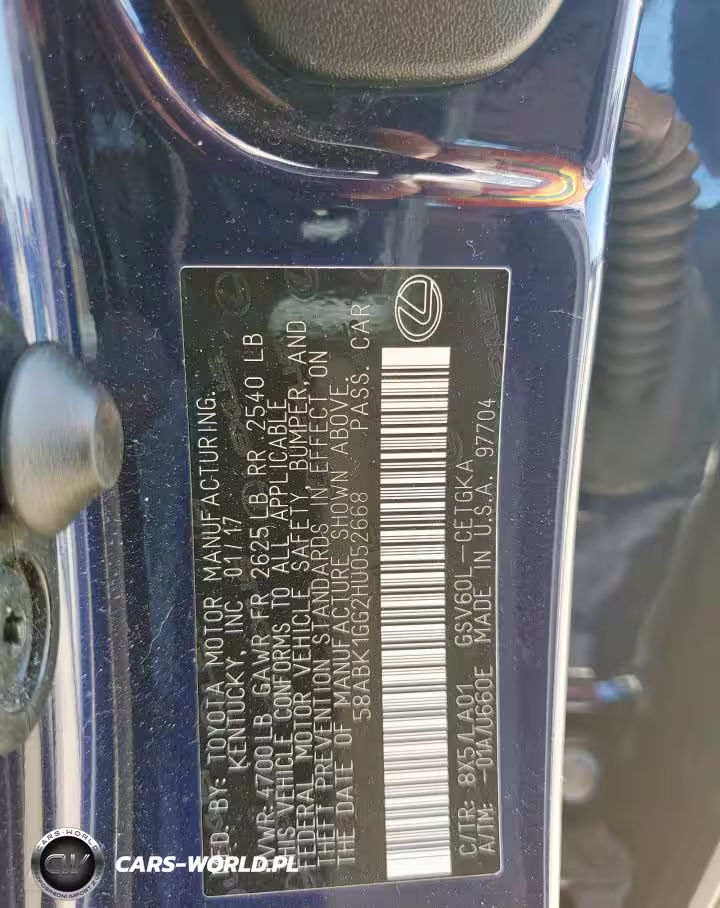 MFD. BY: TOYOTA MOTOR MANUFACTURING,
KENTUCKY, INC 01/17
GVWR:4700LB GAWR FR 2625LB RR 2540 LB
THIS VEHICLE CONFORMS TO ALL APPLICABLE
FEDERAL MOTOR VEHICLE SAFETY, BUMPER, AND
THEFT PREVENTION STANDARDS IN EFFECT ON
THE DATE OF MANUFACTURE SHOWN ABOVE.
58ABK1GG2HU052668 PASS. CAR
C/TR: 8X5/LA01 GSV60L-CETGKA
A/TM: -01A/U660E MADE IN U.S.A. 97704
CARS-WORLD.PL